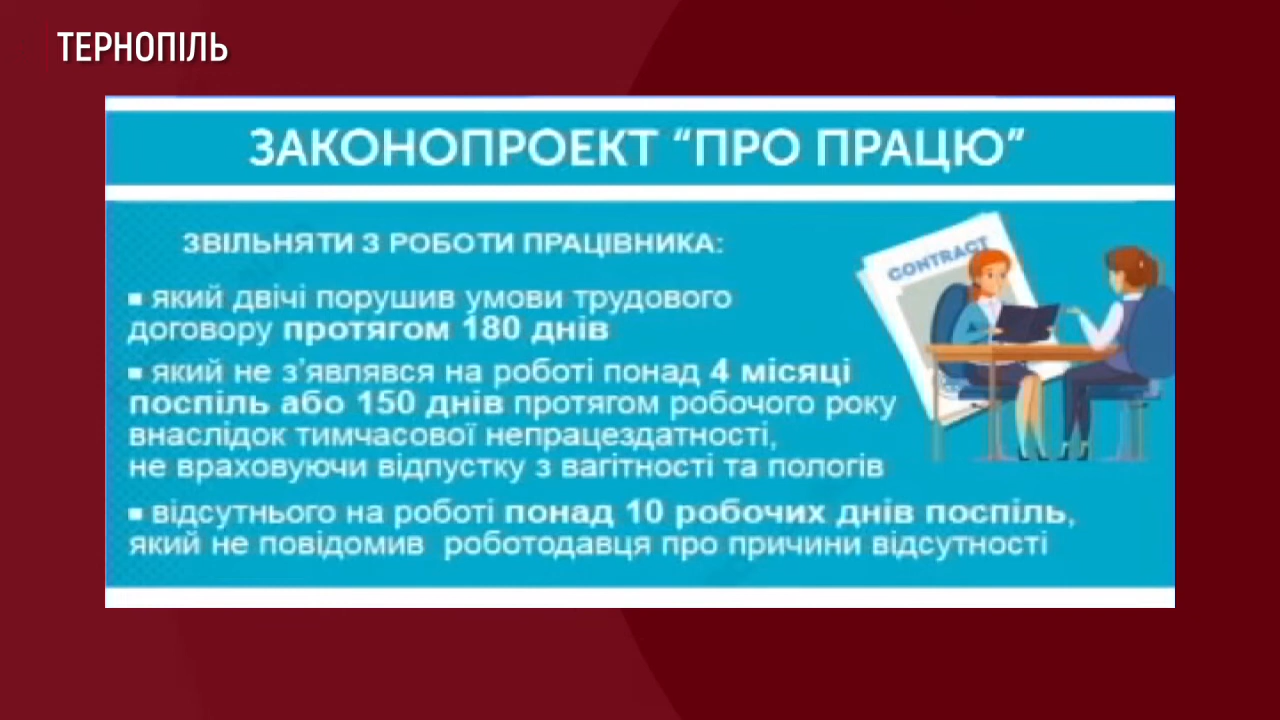 ТЕРНОПІЛЬ
ЗАКОНОПРОЕКТ “ПРО ПРАЦЮ”
ЗВІЛЬНЯТИ З РОБОТИ ПРАЦІВНИКА:
▪ який двічі порушив умови трудового
договору протягом 180 днів
▪ який не з’являвся на роботі понад 4 місяці
поспіль або 150 днів протягом робочого року
внаслідок тимчасової непрацездатності,
не враховуючи відпустку з вагітності та пологів
▪ відсутнього на роботі понад 10 робочих днів поспіль,
який не повідомив роботодавця про причини відсутності
CONTRACT